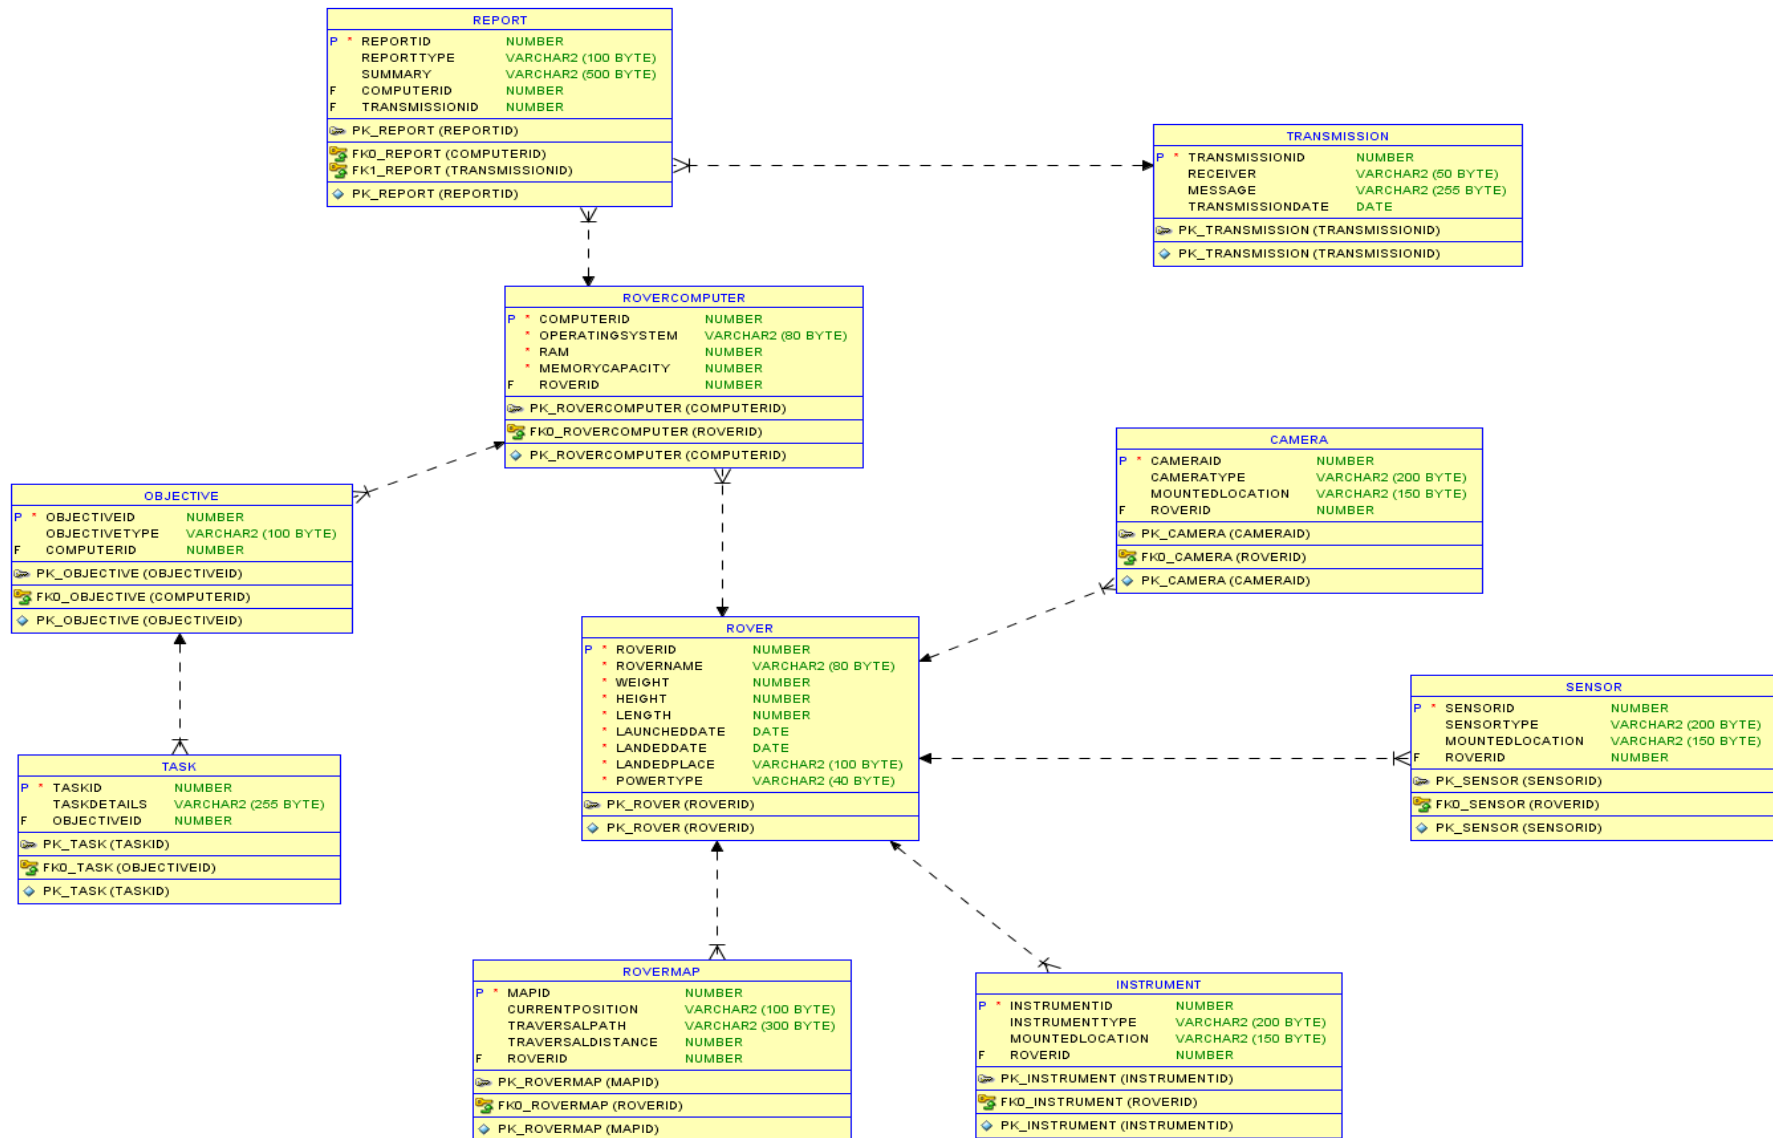 REPORT
P * REPORTID NUMBER
REPORTTYPE VARCHAR2 (100 BYTE)
SUMMARY VARCHAR2 (500 BYTE)
F COMPUTERID NUMBER
F TRANSMISSIONID NUMBER
PK_REPORT (REPORTID)
FK0_REPORT (COMPUTERID)
FK1_REPORT (TRANSMISSIONID)
PK_REPORT (REPORTID)
TRANSMISSION
P * TRANSMISSIONID NUMBER
RECEIVER VARCHAR2 (50 BYTE)
MESSAGE VARCHAR2 (255 BYTE)
TRANSMISSIONDATE DATE
PK_TRANSMISSION (TRANSMISSIONID)
PK_TRANSMISSION (TRANSMISSIONID)
ROVERCOMPUTER
P * COMPUTERID NUMBER
* OPERATINGSYSTEM VARCHAR2 (80 BYTE)
* RAM NUMBER
* MEMORYCAPACITY NUMBER
F ROVERID NUMBER
PK_ROVERCOMPUTER (COMPUTERID)
FK0_ROVERCOMPUTER (ROVERID)
PK_ROVERCOMPUTER (COMPUTERID)
CAMERA
P * CAMERAID NUMBER
CAMERATYPE VARCHAR2 (200 BYTE)
MOUNTEDLOCATION VARCHAR2 (150 BYTE)
F ROVERID NUMBER
PK_CAMERA (CAMERAID)
FK0_CAMERA (ROVERID)
PK_CAMERA (CAMERAID)
OBJECTIVE
P * OBJECTIVEID NUMBER
OBJECTIVETYPE VARCHAR2 (100 BYTE)
F COMPUTERID NUMBER
PK_OBJECTIVE (OBJECTIVEID)
FK0_OBJECTIVE (COMPUTERID)
PK_OBJECTIVE (OBJECTIVEID)
ROVER
P * ROVERID NUMBER
* ROVERNAME VARCHAR2 (80 BYTE)
* WEIGHT NUMBER
* HEIGHT NUMBER
* LENGTH NUMBER
* LAUNCHEDDATE DATE
* LANDEDDATE DATE
* LANDEDPLACE VARCHAR2 (100 BYTE)
* POWERTYPE VARCHAR2 (40 BYTE)
PK_ROVER (ROVERID)
PK_ROVER (ROVERID)
SENSOR
P * SENSORID NUMBER
SENSORTYPE VARCHAR2 (200 BYTE)
MOUNTEDLOCATION VARCHAR2 (150 BYTE)
F ROVERID NUMBER
PK_SENSOR (SENSORID)
FK0_SENSOR (ROVERID)
PK_SENSOR (SENSORID)
TASK
P * TASKID NUMBER
TASKDETAILS VARCHAR2 (255 BYTE)
F OBJECTIVEID NUMBER
PK_TASK (TASKID)
FK0_TASK (OBJECTIVEID)
PK_TASK (TASKID)
ROVERMAP
P * MAPID NUMBER
CURRENTPOSITION VARCHAR2 (100 BYTE)
TRAVERSALPATH VARCHAR2 (300 BYTE)
TRAVERSALDISTANCE NUMBER
F ROVERID NUMBER
PK_ROVERMAP (MAPID)
FK0_ROVERMAP (ROVERID)
PK_ROVERMAP (MAPID)
INSTRUMENT
P * INSTRUMENTID NUMBER
INSTRUMENTTYPE VARCHAR2 (200 BYTE)
MOUNTEDLOCATION VARCHAR2 (150 BYTE)
F ROVERID NUMBER
PK_INSTRUMENT (INSTRUMENTID)
FK0_INSTRUMENT (ROVERID)
PK_INSTRUMENT (INSTRUMENTID)